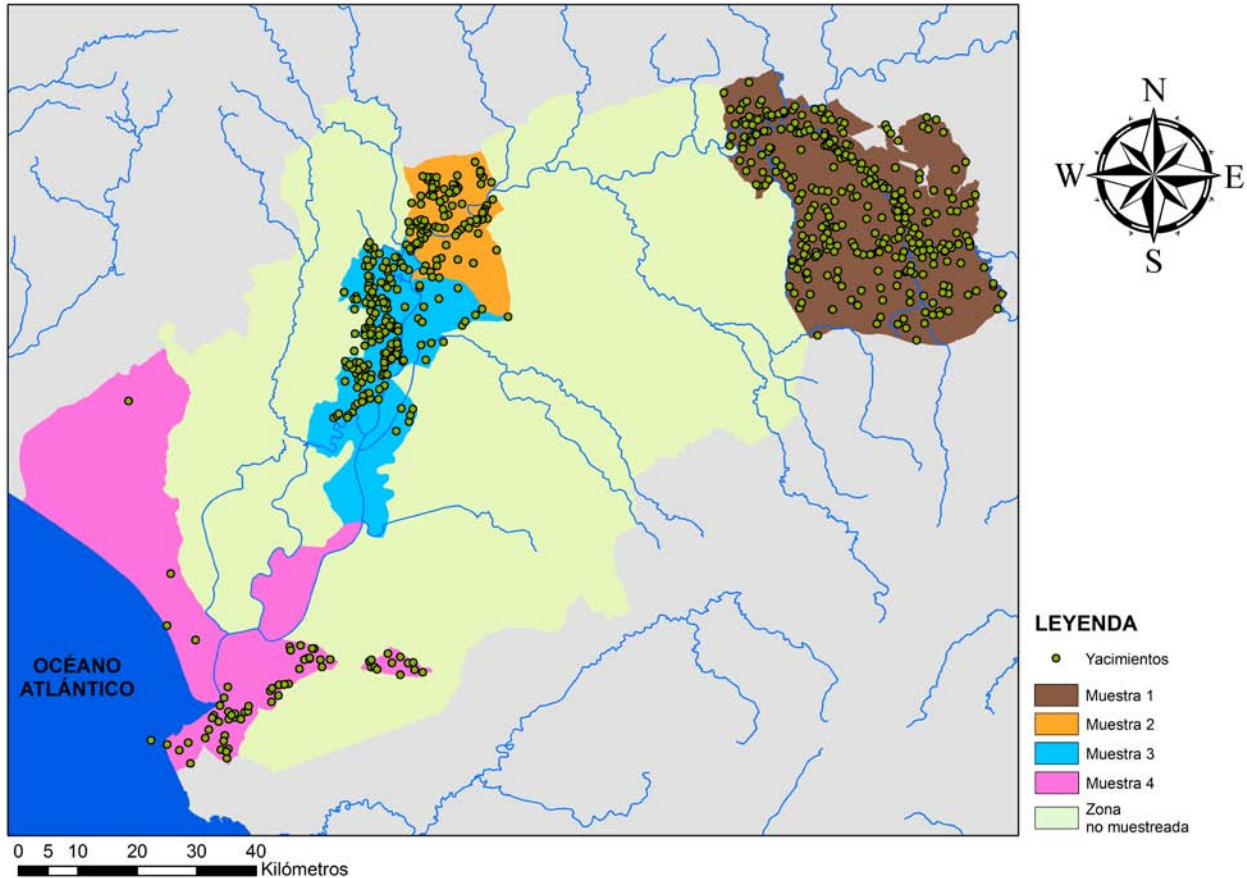 N
W
E
S
OCÉANO
ATLÁNTICO
LEYENDA
Yacimientos
Muestra 1
Muestra 2
Muestra 3
Muestra 4
Zona
no muestreada
0 5 10 20 30 40
Kilómetros